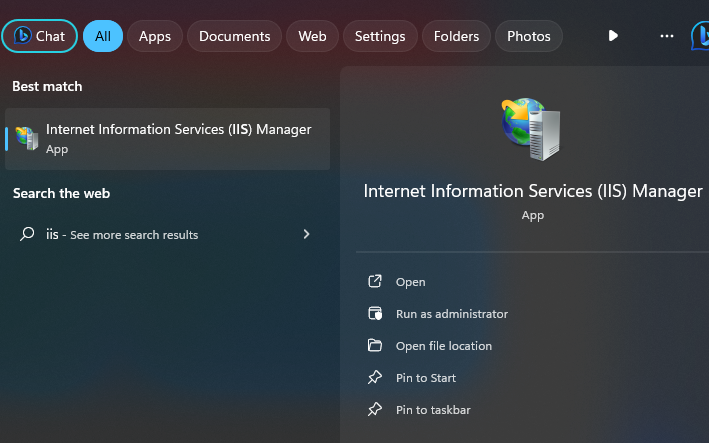 Chat All Apps Documents Web Settings Folders Photos
Best match
Internet Information Services (IIS) Manager
App
Search the web
iis - See more search results
Internet Information Services (IIS) Manager
App
Open
Run as administrator
Open file location
Pin to Start
Pin to taskbar